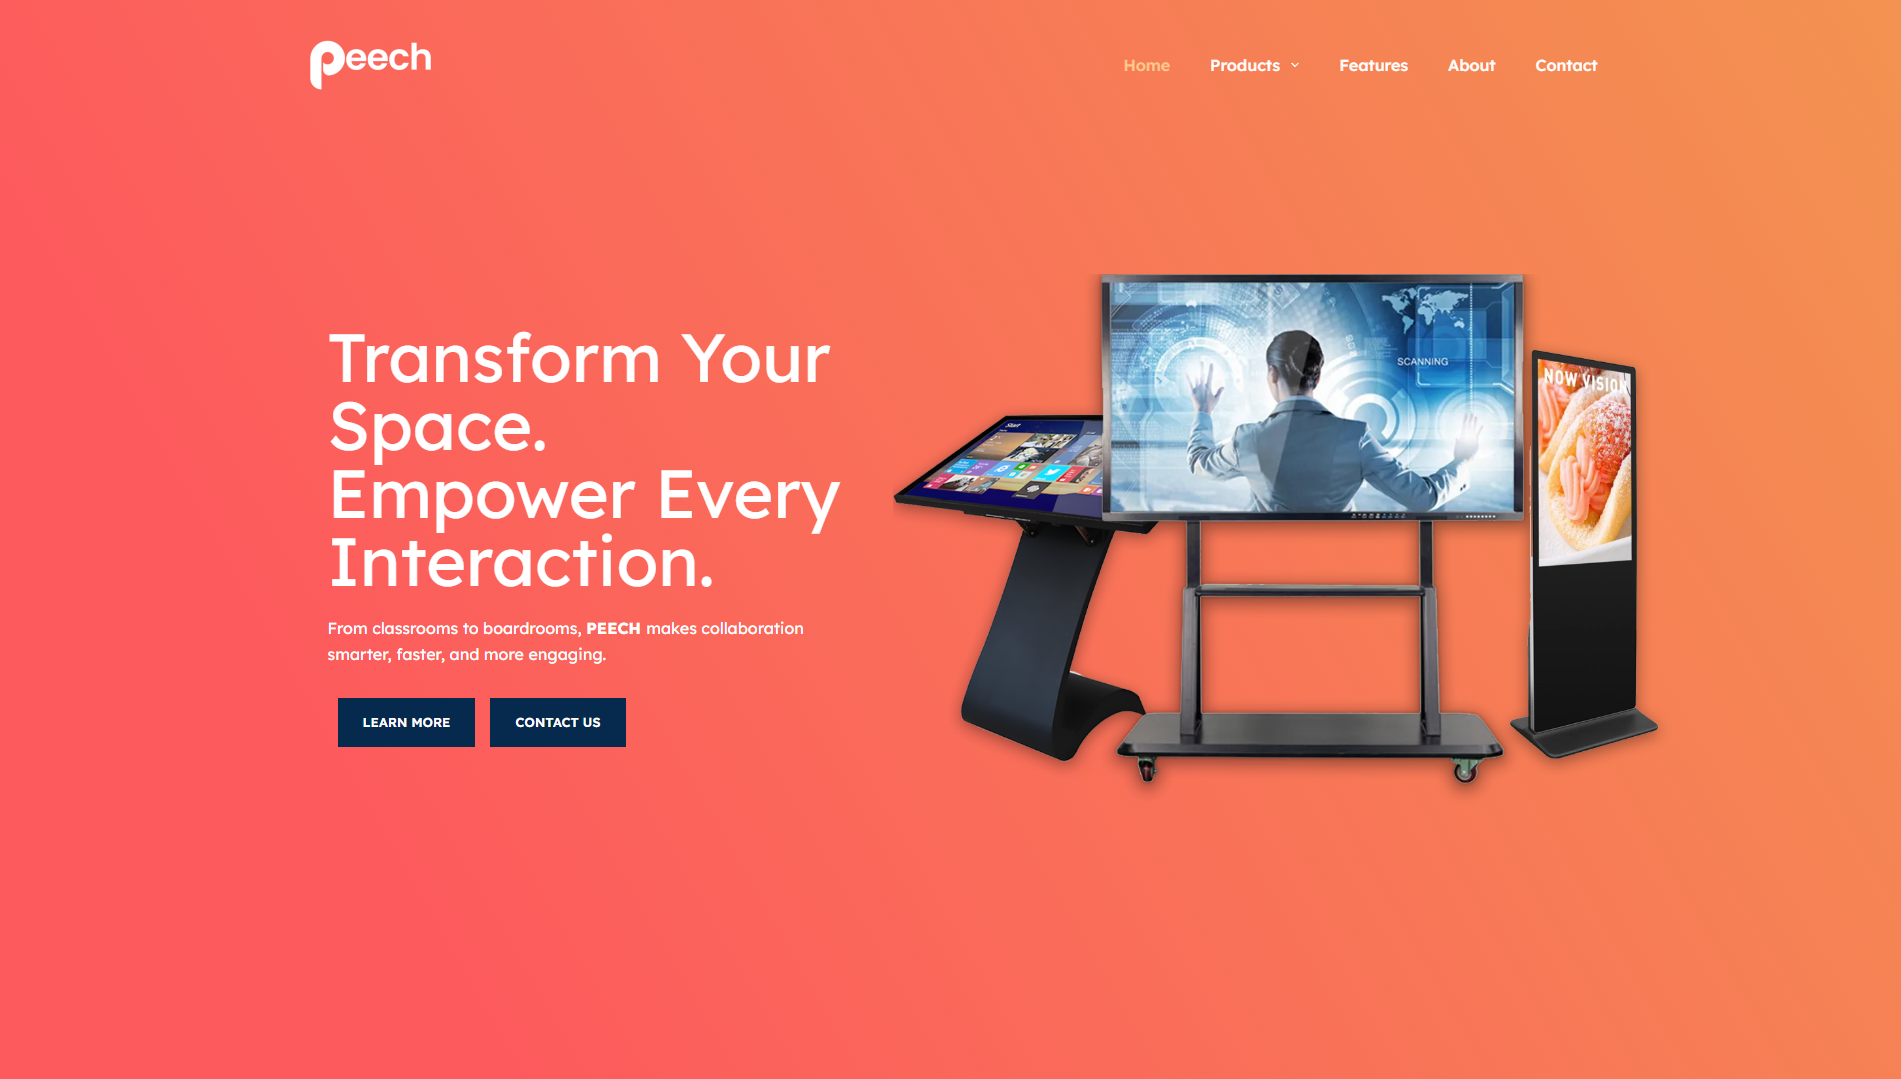 peech
Home Products Features About Contact
Transform Your
Space.
Empower Every
Interaction.
From classrooms to boardrooms, PEECH makes collaboration
smarter, faster, and more engaging.
LEARN MORE CONTACT US
SCANNING
NOW VISION
Start